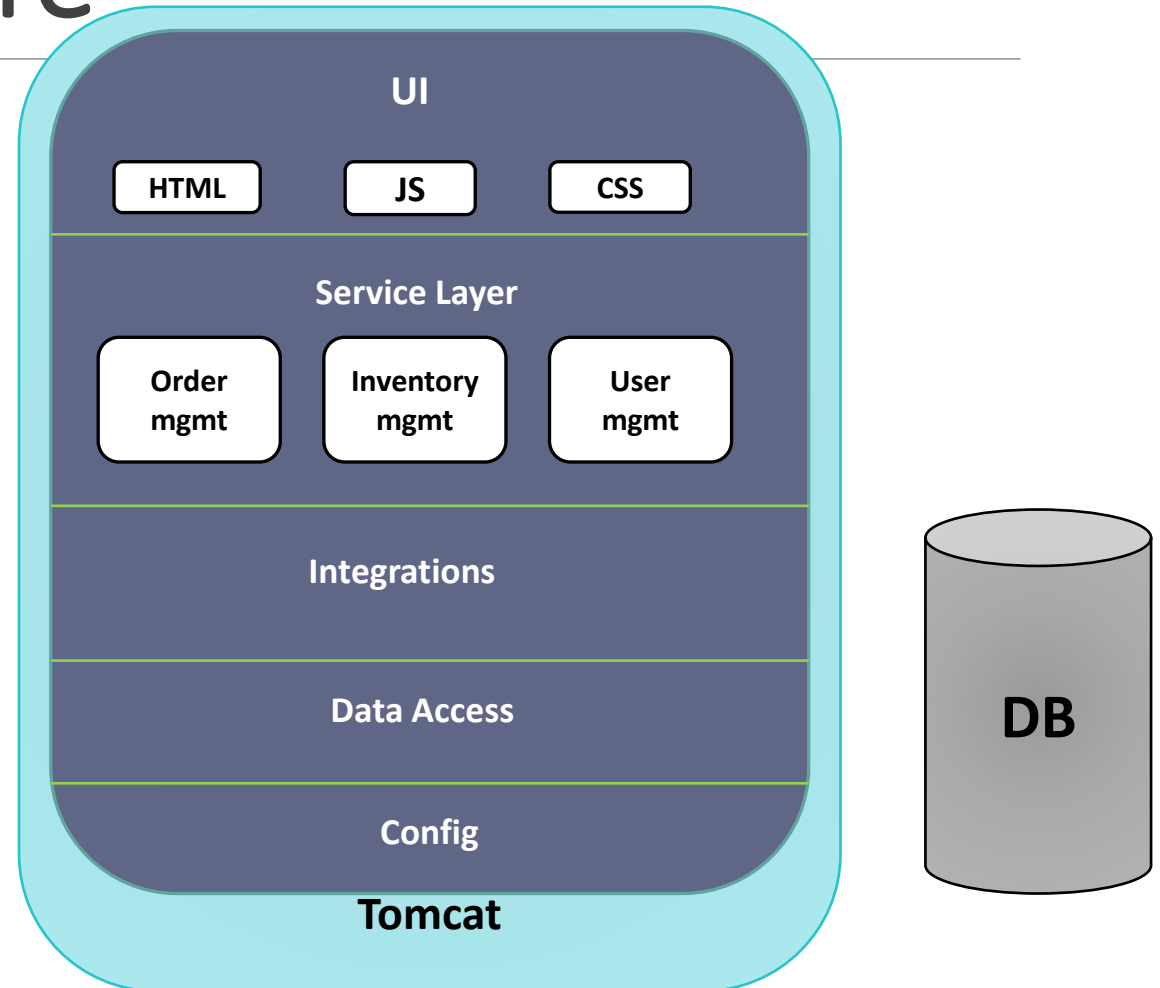 UI
HTML JS CSS
Service Layer
Order
mgmt
Inventory
mgmt
User
mgmt
Integrations
Data Access
DB
Config
Tomcat